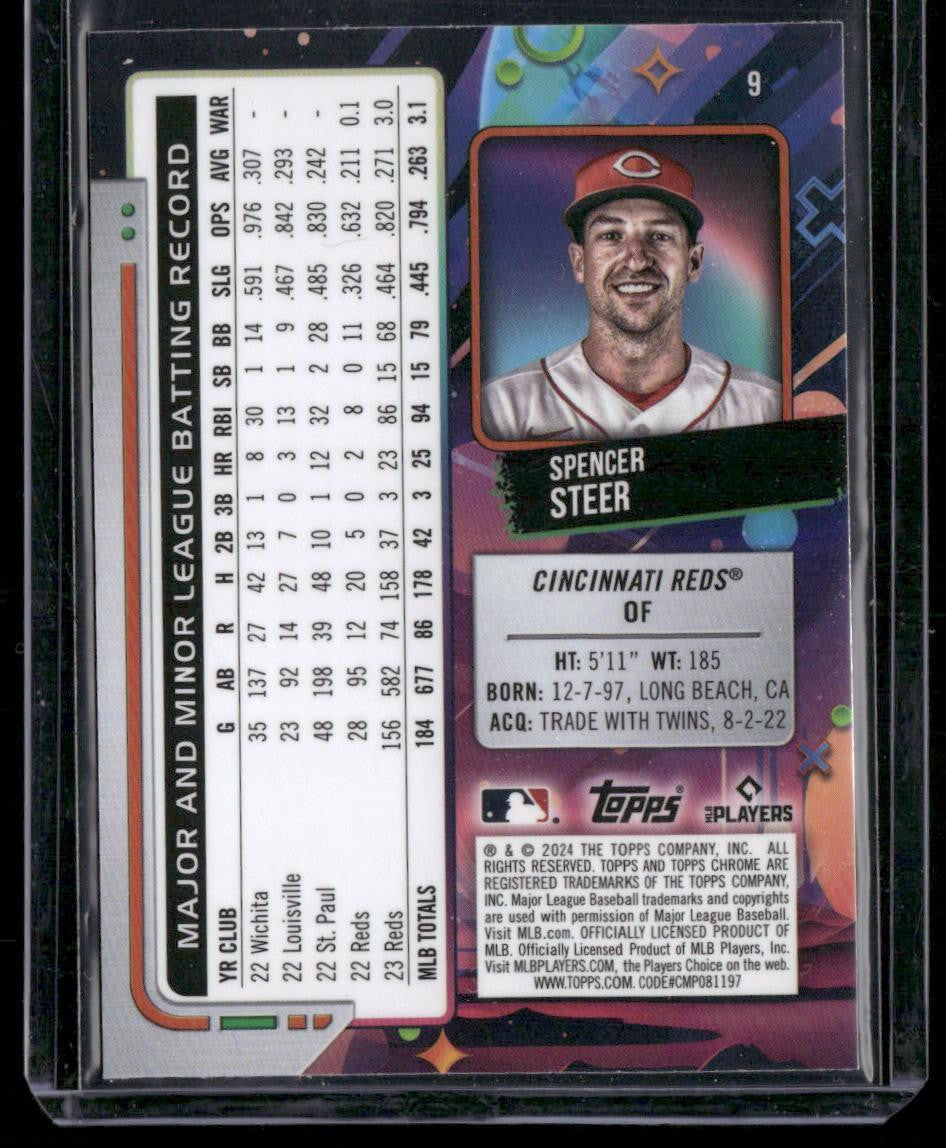 9
SPENCER
STEER
CINCINNATI REDS®
OF
HT: 5'11" WT: 185
BORN: 12-7-97, LONG BEACH, CA
ACQ: TRADE WITH TWINS, 8-2-22
MLB PLAYERS
topps®
® & © 2024 THE TOPPS COMPANY, INC. ALL
RIGHTS RESERVED. TOPPS AND TOPPS CHROME ARE
REGISTERED TRADEMARKS OF THE TOPPS COMPANY,
INC. Major League Baseball trademarks and copyrights
are used with permission of Major League Baseball.
Visit MLB.com. OFFICIALLY LICENSED PRODUCT OF
MLB. Officially Licensed Product of MLB Players, Inc.
Visit MLBPLAYERS.COM, the Players Choice on the web.
WWW.TOPPS.COM. CODE#CMP081197
MAJOR AND MINOR LEAGUE BATTING RECORD
YR CLUB G AB R H 2B 3B HR RBI SB BB SLG OPS AVG WAR
22 Wichita 35 137 27 42 13 1 8 30 1 14 .591 .976 .307 -
22 Louisville 23 92 14 27 7 0 3 13 1 9 .467 .842 .293 -
22 St. Paul 48 198 39 48 10 1 12 32 2 28 .485 .830 .242 -
22 Reds 28 95 12 20 5 0 2 8 0 11 .326 .632 .211 0.1
23 Reds 156 582 74 158 37 3 23 86 15 68 .464 .820 .271 3.0
MLB TOTALS 184 677 86 178 42 3 25 94 15 79 .445 .794 .263 3.1